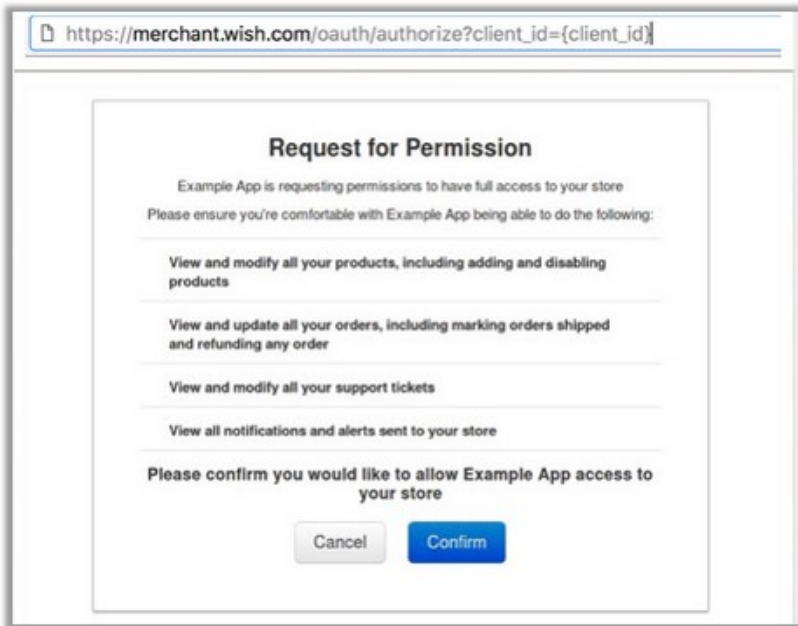 https://merchant.wish.com/oauth/authorize?client_id={client_id}
Request for Permission
Example App is requesting permissions to have full access to your store
Please ensure you're comfortable with Example App being able to do the following:
View and modify all your products, including adding and disabling
products
View and update all your orders, including marking orders shipped
and refunding any order
View and modify all your support tickets
View all notifications and alerts sent to your store
Please confirm you would like to allow Example App access to
your store
Cancel Confirm